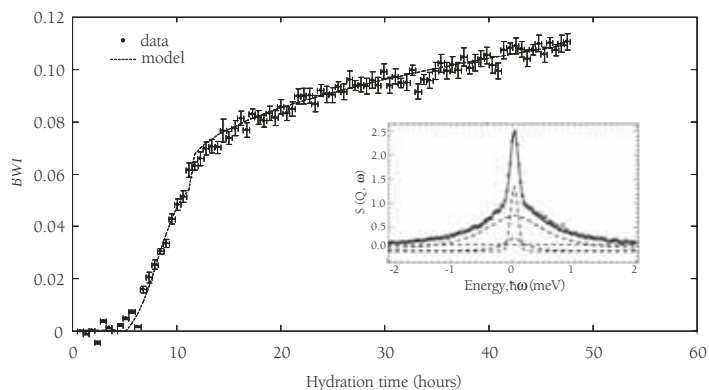 0.12
data
model
0.10
0.08
BWI
0.06
0.04
0.02
0
0 10 20 30 40 50 60
Hydration time (hours)
2.5
2.0
1.5
S (Q, ω)
1.0
0.5
0.0
-2 -1 0 1 2
Energy,ħω(meV)